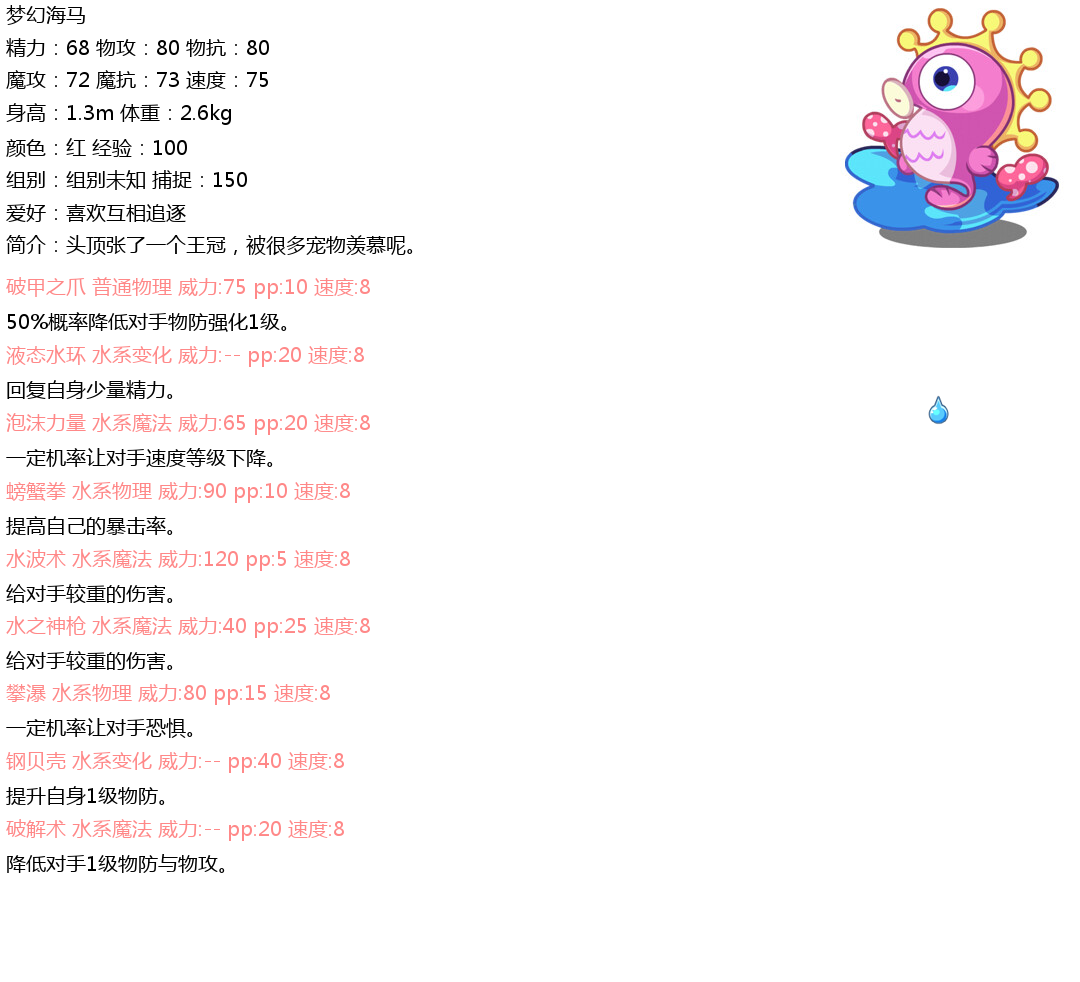 梦幻海马
精力：68 物攻：80 物抗：80
魔攻：72 魔抗：73 速度：75
身高：1.3m 体重：2.6kg
颜色：红 经验：100
组别：组别未知 捕捉：150
爱好：喜欢互相追逐
简介：头顶张了一个王冠，被很多宠物羡慕呢。
破甲之爪 普通物理 威力:75 pp:10 速度:8
50%概率降低对手物防强化1级。
液态水环 水系变化 威力:-- pp:20 速度:8
回复自身少量精力。
泡沫力量 水系魔法 威力:65 pp:20 速度:8
一定机率让对手速度等级下降。
螃蟹拳 水系物理 威力:90 pp:10 速度:8
提高自己的暴击率。
水波术 水系魔法 威力:120 pp:5 速度:8
给对手较重的伤害。
水之神枪 水系魔法 威力:40 pp:25 速度:8
给对手较重的伤害。
攀瀑 水系物理 威力:80 pp:15 速度:8
一定机率让对手恐惧。
钢贝壳 水系变化 威力:-- pp:40 速度:8
提升自身1级物防。
破解术 水系魔法 威力:-- pp:20 速度:8
降低对手1级物防与物攻。